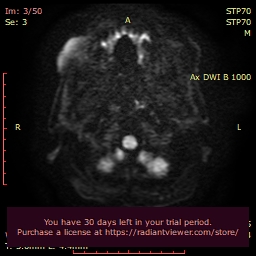 Im: 3/50
Se: 3
A
STP70
STP70
M
Ax DWI B 1000
R
L
You have 30 days left in your trial period.
Purchase a license at https://radiantviewer.com/store/